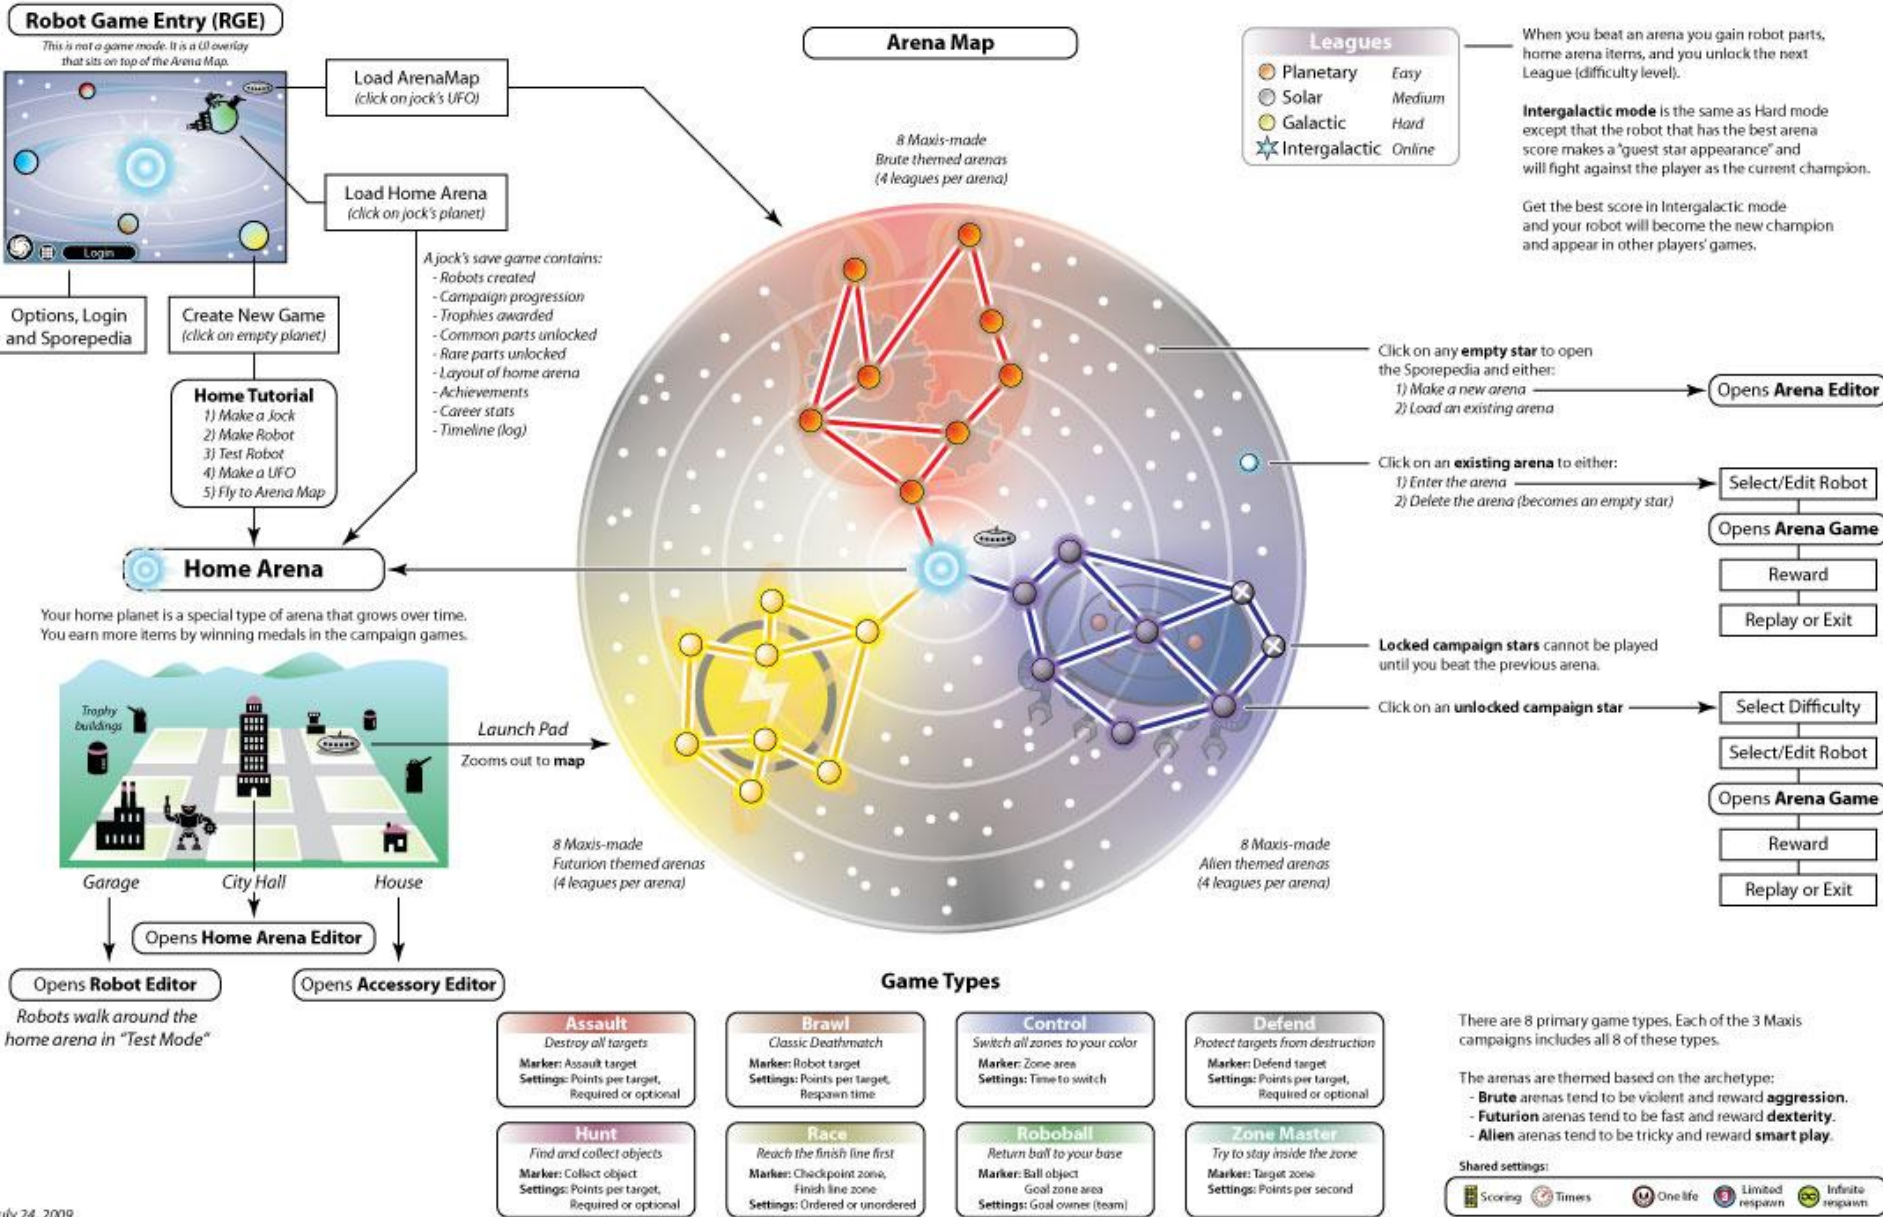 Robot Game Entry (RGE)
This is not a game mode. It is a UI overlay
that sits on top of the Arena Map.
Login
Load ArenaMap
(click on jock's UFO)
Load Home Arena
(click on jock's planet)
Options, Login
and Sporepedia
Create New Game
(click on empty planet)
A jock's save game contains:
- Robots created
- Campaign progression
- Trophies awarded
- Common parts unlocked
- Rare parts unlocked
- Layout of home arena
- Achievements
- Career stats
- Timeline (log)
Home Tutorial
1) Make a Jock
2) Make Robot
3) Test Robot
4) Make a UFO
5) Fly to Arena Map
Home Arena
Your home planet is a special type of arena that grows over time.
You earn more items by winning medals in the campaign games.
Trophy
buildings
Launch Pad
Zooms out to map
Garage
City Hall
House
Opens Home Arena Editor
Opens Robot Editor
Opens Accessory Editor
Robots walk around the
home arena in "Test Mode"
Arena Map
8 Maxis-made
Brute themed arenas
(4 leagues per arena)
8 Maxis-made
Futurion themed arenas
(4 leagues per arena)
8 Maxis-made
Alien themed arenas
(4 leagues per arena)
Leagues
Planetary Easy
Solar Medium
Galactic Hard
Intergalactic Online
When you beat an arena you gain robot parts,
home arena items, and you unlock the next
League (difficulty level).
Intergalactic mode is the same as Hard mode
except that the robot that has the best arena
score makes a "guest star appearance" and
will fight against the player as the current champion.
Get the best score in Intergalactic mode
and your robot will become the new champion
and appear in other players' games.
Click on any empty star to open
the Sporepedia and either:
1) Make a new arena
2) Load an existing arena
Opens Arena Editor
Click on an existing arena to either:
1) Enter the arena
2) Delete the arena (becomes an empty star)
Select/Edit Robot
Opens Arena Game
Reward
Replay or Exit
Locked campaign stars cannot be played
until you beat the previous arena.
Click on an unlocked campaign star
Select Difficulty
Select/Edit Robot
Opens Arena Game
Reward
Replay or Exit
Game Types
Assault
Destroy all targets
Marker: Assault target
Settings: Points per target,
Required or optional
Brawl
Classic Deathmatch
Marker: Robot target
Settings: Points per target,
Respawn time
Control
Switch all zones to your color
Marker: Zone area
Settings: Time to switch
Defend
Protect targets from destruction
Marker: Defend target
Settings: Points per target,
Required or optional
Hunt
Find and collect objects
Marker: Collect object
Settings: Points per target,
Required or optional
Race
Reach the finish line first
Marker: Checkpoint zone,
Finish line zone
Settings: Ordered or unordered
Roboball
Return ball to your base
Marker: Ball object
Goal zone area
Settings: Goal owner (team)
Zone Master
Try to stay inside the zone
Marker: Target zone
Settings: Points per second
There are 8 primary game types. Each of the 3 Maxis
campaigns includes all 8 of these types.
The arenas are themed based on the archetype:
- Brute arenas tend to be violent and reward aggression.
- Futurion arenas tend to be fast and reward dexterity.
- Alien arenas tend to be tricky and reward smart play.
Shared settings:
Scoring
Timers
One life
Limited
respawn
Infinite
respawn
24, 2009